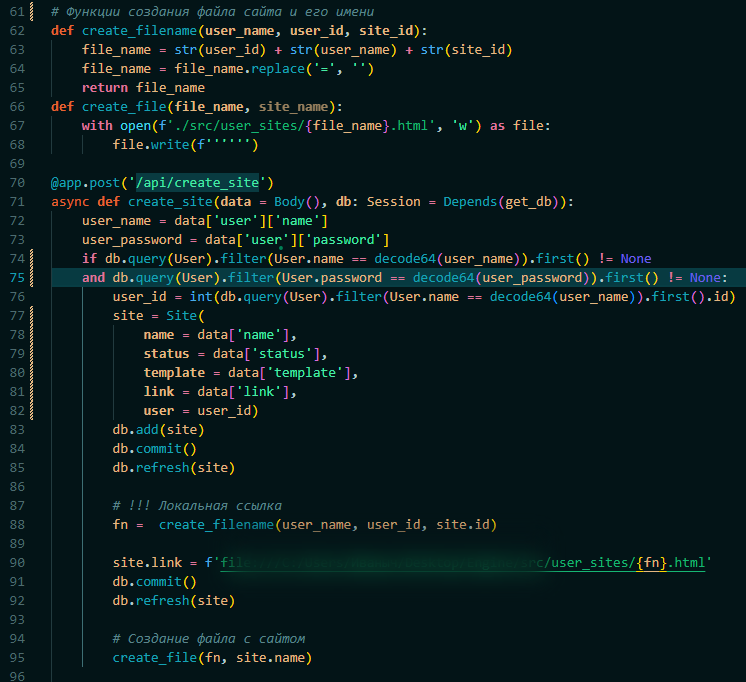 61 # Функции создания файла сайта и его имени
62 def create_filename(user_name, user_id, site_id):
63     file_name = str(user_id) + str(user_name) + str(site_id)
64     file_name = file_name.replace('=', '')
65     return file_name
66 def create_file(file_name, site_name):
67     with open(f'./src/user_sites/{file_name}.html', 'w') as file:
68         file.write(f'''''')
69
70 @app.post('/api/create_site')
71 async def create_site(data = Body(), db: Session = Depends(get_db)):
72     user_name = data['user']['name']
73     user_password = data['user']['password']
74     if db.query(User).filter(User.name == decode64(user_name)).first() != None
75     and db.query(User).filter(User.password == decode64(user_password)).first() != None:
76         user_id = int(db.query(User).filter(User.name == decode64(user_name)).first().id)
77         site = Site(
78             name = data['name'],
79             status = data['status'],
80             template = data['template'],
81             link = data['link'],
82             user = user_id)
83         db.add(site)
84         db.commit()
85         db.refresh(site)
86
87         # !!! Локальная ссылка
88         fn =  create_filename(user_name, user_id, site.id)
89
90         site.link = f'file:/src/user_sites/{fn}.html'
91         db.commit()
92         db.refresh(site)
93
94         # Создание файла с сайтом
95         create_file(fn, site.name)
96